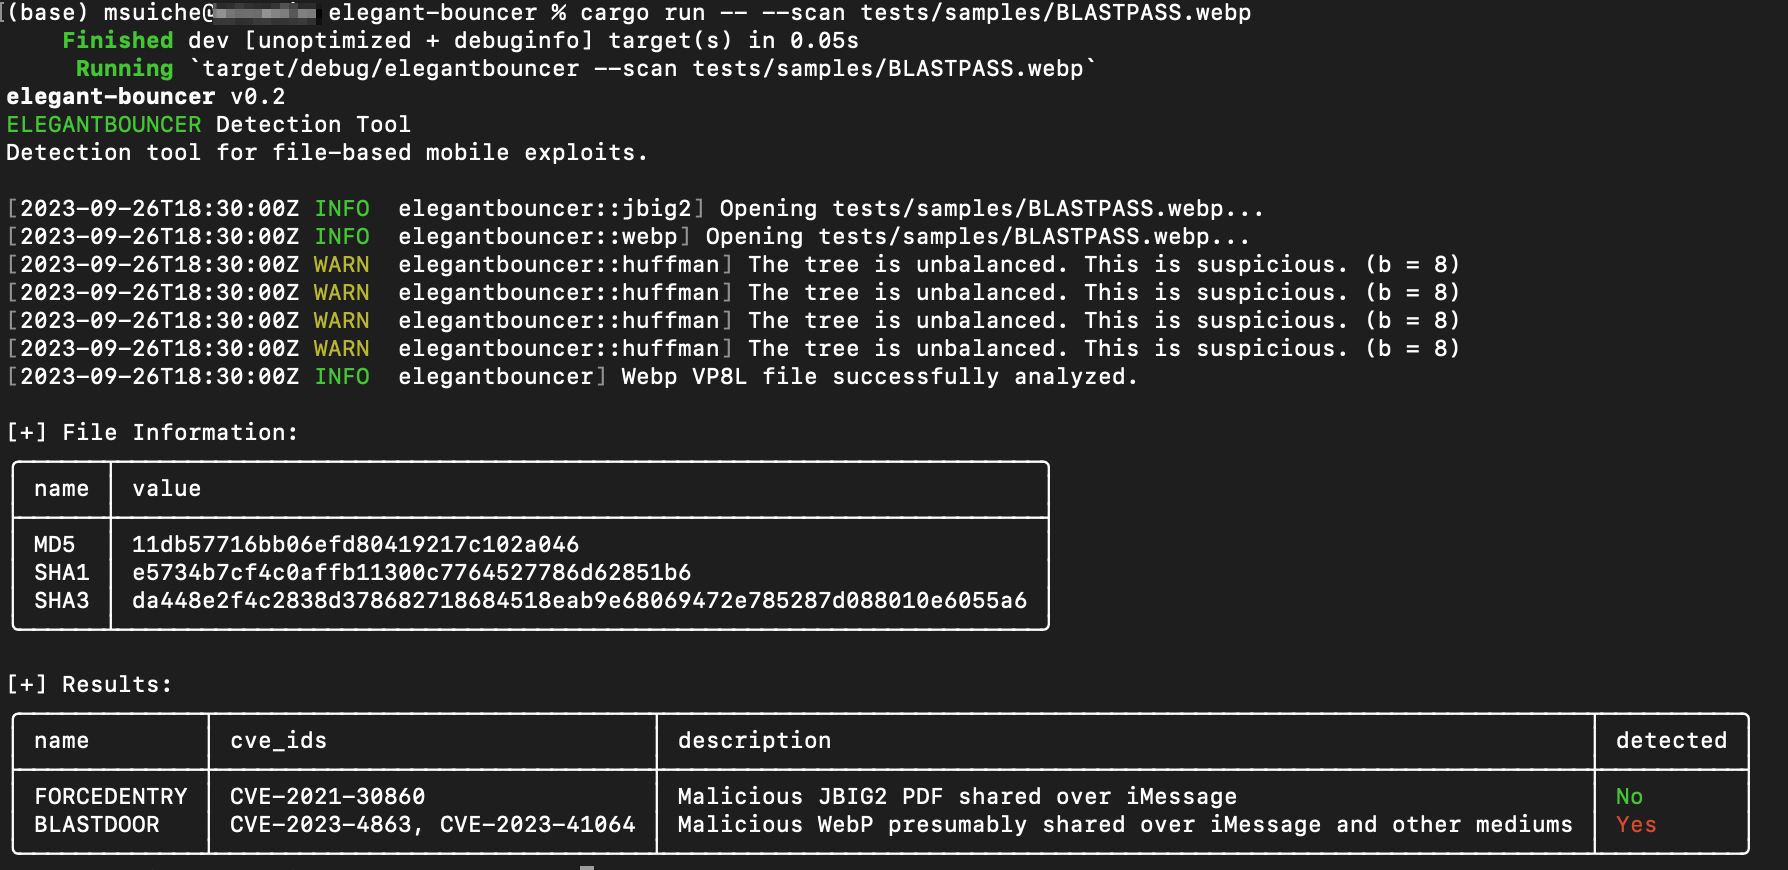 (base) msuiche@ elegant-bouncer % cargo run -- --scan tests/samples/BLASTPASS.webp
Finished dev [unoptimized + debuginfo] target(s) in 0.05s
Running `target/debug/elegantbouncer --scan tests/samples/BLASTPASS.webp`
elegant-bouncer v0.2
ELEGANTBOUNCER Detection Tool
Detection tool for file-based mobile exploits.
[2023-09-26T18:30:00Z INFO  elegantbouncer::jbig2] Opening tests/samples/BLASTPASS.webp...
[2023-09-26T18:30:00Z INFO  elegantbouncer::webp] Opening tests/samples/BLASTPASS.webp...
[2023-09-26T18:30:00Z WARN  elegantbouncer::huffman] The tree is unbalanced. This is suspicious. (b = 8)
[2023-09-26T18:30:00Z WARN  elegantbouncer::huffman] The tree is unbalanced. This is suspicious. (b = 8)
[2023-09-26T18:30:00Z WARN  elegantbouncer::huffman] The tree is unbalanced. This is suspicious. (b = 8)
[2023-09-26T18:30:00Z WARN  elegantbouncer::huffman] The tree is unbalanced. This is suspicious. (b = 8)
[2023-09-26T18:30:00Z INFO  elegantbouncer] Webp VP8L file successfully analyzed.
[+] File Information:
name value
MD5 11db57716bb06efd80419217c102a046
SHA1 e5734b7cf4c0affb11300c7764527786d62851b6
SHA3 da448e2f4c2838d378682718684518eab9e68069472e785287d088010e6055a6
[+] Results:
name cve_ids description detected
FORCEDENTRY CVE-2021-30860 Malicious JBIG2 PDF shared over iMessage No
BLASTDOOR CVE-2023-4863, CVE-2023-41064 Malicious WebP presumably shared over iMessage and other mediums Yes